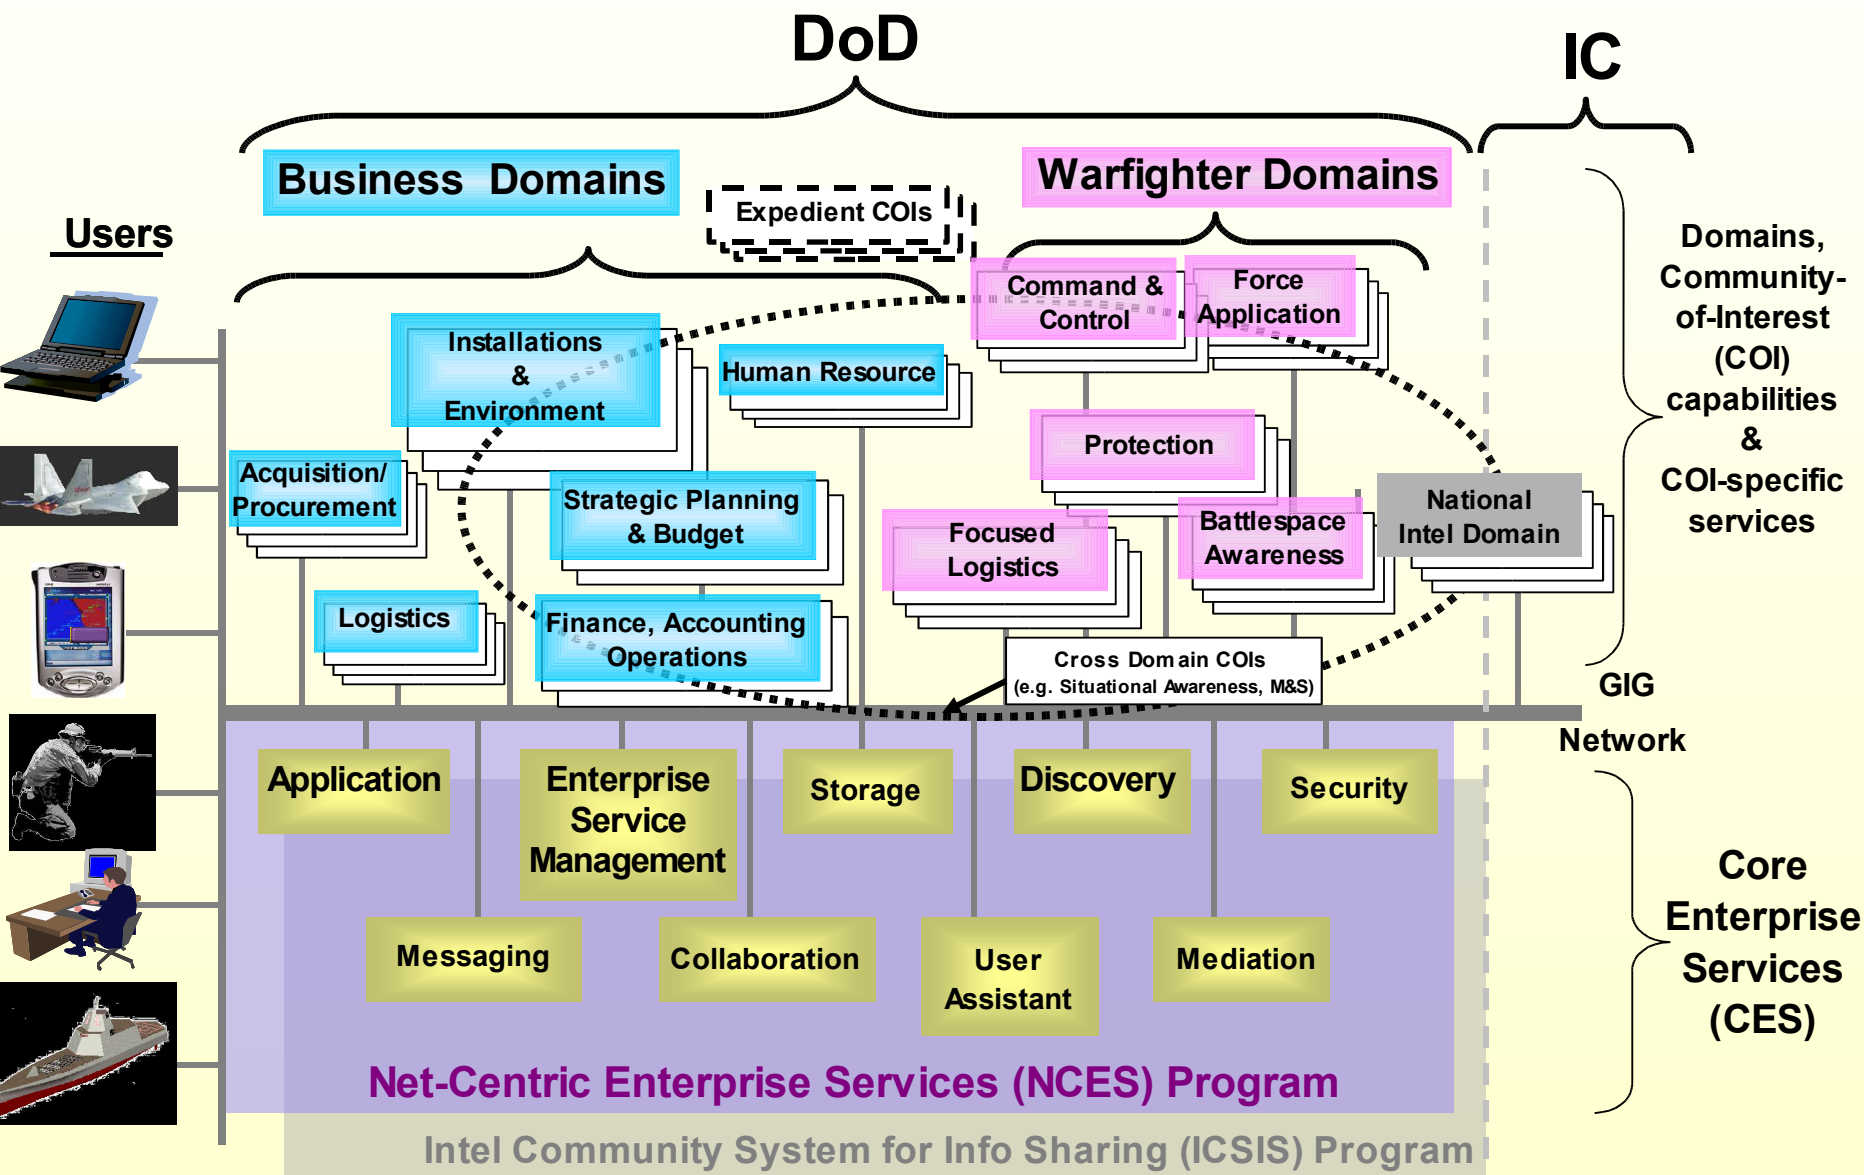 DoD
IC
Business Domains
Warfighter Domains
Expedient COIs
Users
Domains,
Community-
of-Interest
(COI)
capabilities
&
COI-specific
services
Command &
Control
Force
Application
Installations
&
Environment
Human Resource
Protection
Acquisition/
Procurement
Strategic Planning
& Budget
Focused
Logistics
Battlespace
Awareness
National
Intel Domain
Logistics
Finance, Accounting
Operations
Cross Domain COIs
(e.g. Situational Awareness, M&S)
GIG
Network
Application
Enterprise
Service
Management
Storage
Discovery
Security
Messaging
Collaboration
User
Assistant
Mediation
Core
Enterprise
Services
(CES)
Net-Centric Enterprise Services (NCES) Program
Intel Community System for Info Sharing (ICSIS) Program